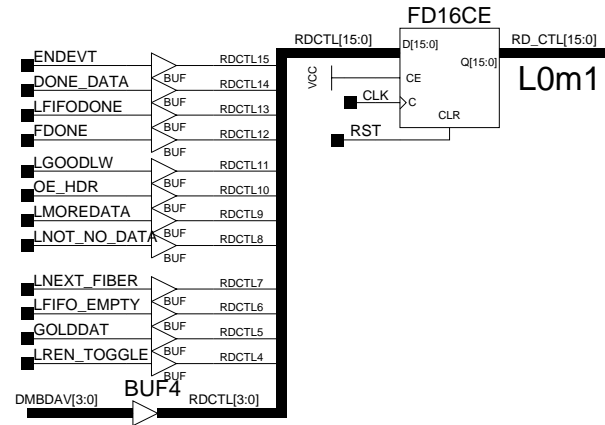 FD16CE
RDCTL[15:0]
D[15:0]
RD_CTL[15:0]
Q[15:0]
VCC
CE
L0m1
CLK
C
CLR
RST
ENDEVT
RDCTL15
BUF
DONE_DATA
RDCTL14
BUF
LFIFODONE
RDCTL13
BUF
FDONE
RDCTL12
BUF
LGOODLW
RDCTL11
BUF
OE_HDR
RDCTL10
BUF
LMOREDATA
RDCTL9
BUF
LNOT_NO_DATA
RDCTL8
BUF
LNEXT_FIBER
RDCTL7
BUF
LFIFO_EMPTY
RDCTL6
BUF
GOLDDAT
RDCTL5
BUF
LREN_TOGGLE
RDCTL4
BUF
BUF4
DMBDAV[3:0]
RDCTL[3:0]